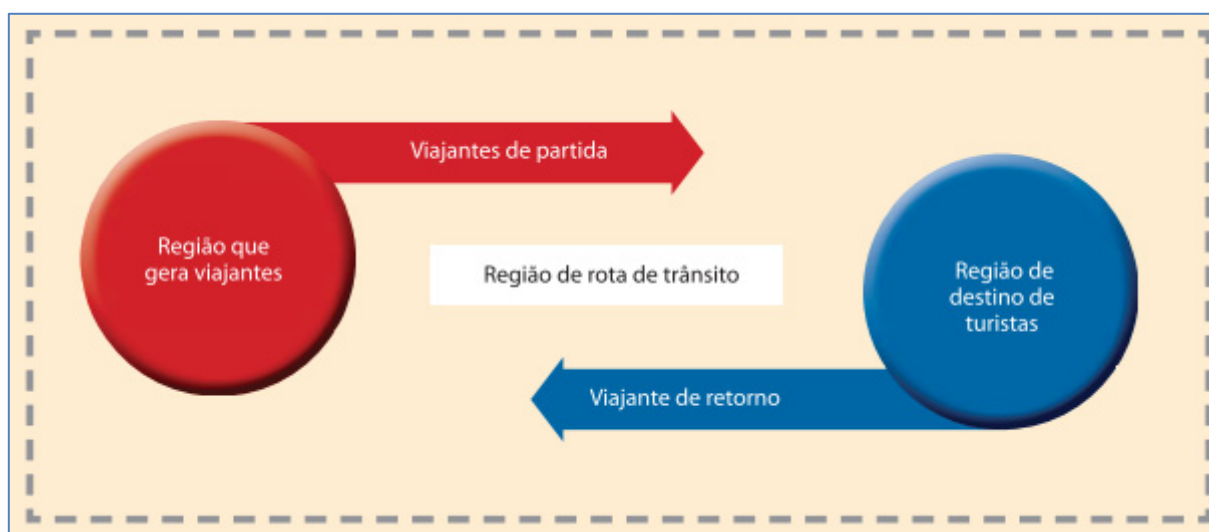 Viajantes de partida
Região que
gera viajantes
Região de rota de trânsito
Região de
destino de
turistas
Viajante de retorno